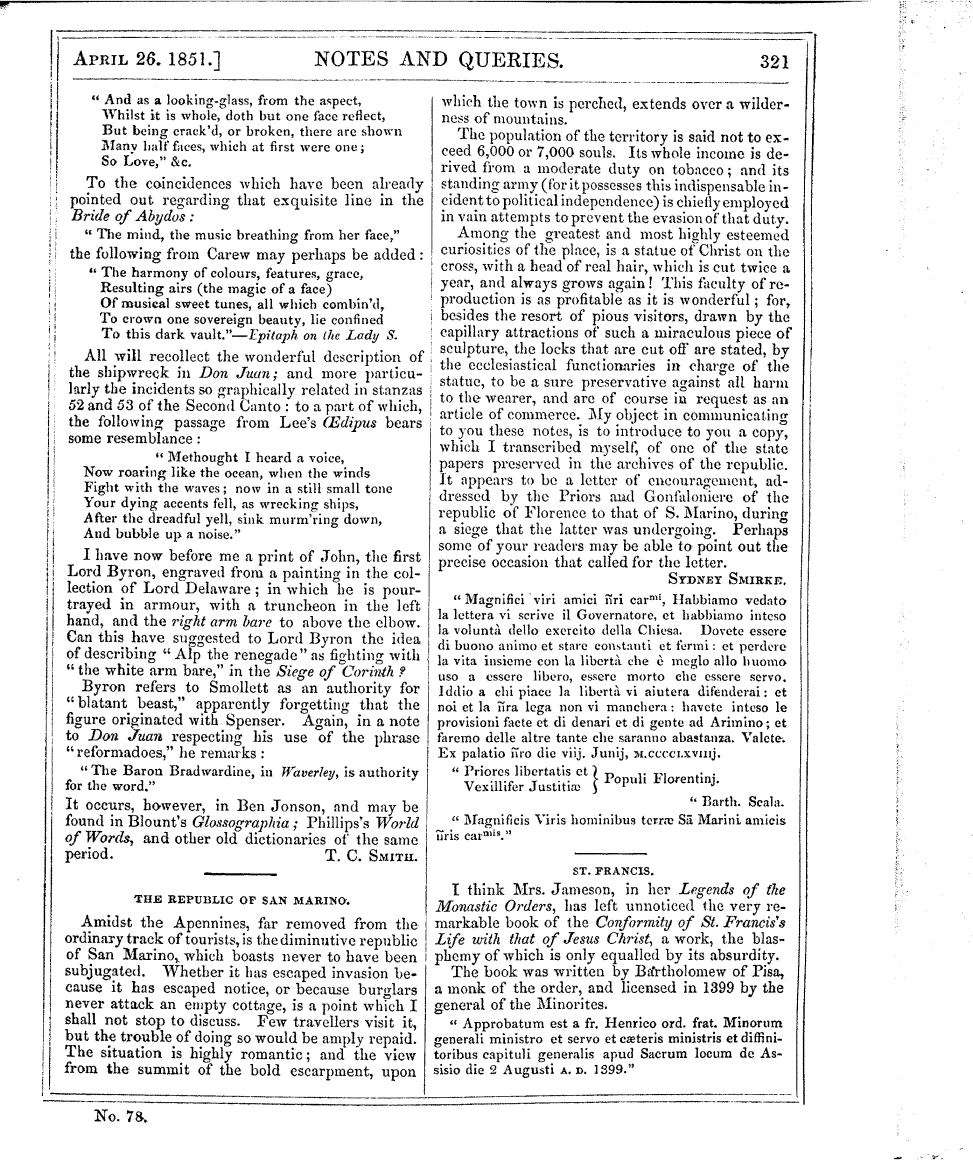 APRIL 26. 1851.] NOTES AND QUERIES. 321
“ And as a looking-glass, from the aspect,
Whilst it is whole, doth but one face reflect,
But being crack'd, or broken, there are shown
Many half faces, which at first were one;
So Love,” &c.
To the coincidences which have been already
pointed out regarding that exquisite line in the
Bride of Abydos :
“ The mind, the music breathing from her face,”
the following from Carew may perhaps be added :
“ The harmony of colours, features, grace,
Resulting airs (the magic of a face)
Of musical sweet tunes, all which combin'd,
To crown one sovereign beauty, lie confined
To this dark vault.”—Epitaph on the Lady S.
All will recollect the wonderful description of
the shipwreck in Don Juan; and more particu-
larly the incidents so graphically related in stanzas
52 and 53 of the Second Canto : to a part of which,
the following passage from Lee's Œdipus bears
some resemblance :
“ Methought I heard a voice,
Now roaring like the ocean, when the winds
Fight with the waves; now in a still small tone
Your dying accents fell, as wrecking ships,
After the dreadful yell, sink murm'ring down,
And bubble up a noise.”
I have now before me a print of John, the first
Lord Byron, engraved from a painting in the col-
lection of Lord Delaware ; in which he is pour-
trayed in armour, with a truncheon in the left
hand, and the right arm bare to above the elbow.
Can this have suggested to Lord Byron the idea
of describing “ Alp the renegade” as fighting with
“ the white arm bare,” in the Siege of Corinth ?
Byron refers to Smollett as an authority for
“ blatant beast,” apparently forgetting that the
figure originated with Spenser. Again, in a note
to Don Juan respecting his use of the phrase
“ reformadoes,” he remarks :
“ The Baron Bradwardine, in Waverley, is authority
for the word.”
It occurs, however, in Ben Jonson, and may be
found in Blount's Glossographia ; Phillips's World
of Words, and other old dictionaries of the same
period. T. C. SMITH.
THE REPUBLIC OF SAN MARINO.
Amidst the Apennines, far removed from the
ordinary track of tourists, is the diminutive republic
of San Marino, which boasts never to have been
subjugated. Whether it has escaped invasion be-
cause it has escaped notice, or because burglars
never attack an empty cottage, is a point which I
shall not stop to discuss. Few travellers visit it,
but the trouble of doing so would be amply repaid.
The situation is highly romantic; and the view
from the summit of the bold escarpment, upon
which the town is perched, extends over a wilder-
ness of mountains.
The population of the territory is said not to ex-
ceed 6,000 or 7,000 souls. Its whole income is de-
rived from a moderate duty on tobacco ; and its
standing army (for it possesses this indispensable in-
cident to political independence) is chiefly employed
in vain attempts to prevent the evasion of that duty.
Among the greatest and most highly esteemed
curiosities of the place, is a statue of Christ on the
cross, with a head of real hair, which is cut twice a
year, and always grows again! This faculty of re-
production is as profitable as it is wonderful ; for,
besides the resort of pious visitors, drawn by the
capillary attractions of such a miraculous piece of
sculpture, the locks that are cut off are stated, by
the ecclesiastical functionaries in charge of the
statue, to be a sure preservative against all harm
to the wearer, and are of course in request as an
article of commerce. My object in communicating
to you these notes, is to introduce to you a copy,
which I transcribed myself, of one of the state
papers preserved in the archives of the republic.
It appears to be a letter of encouragement, ad-
dressed by the Priors and Gonfaloniere of the
republic of Florence to that of S. Marino, during
a siege that the latter was undergoing. Perhaps
some of your readers may be able to point out the
precise occasion that called for the letter.
SYDNEY SMIRKE.
“ Magnifici viri amici ñri carmi, Habbiamo vedato
la lettera vi scrive il Governatore, et habbiamo inteso
la voluntà dello exercito della Chiesa. Dovete essere
di buono animo et stare constanti et fermi : et perdere
la vita insieme con la libertà che è meglo allo huomo
uso a essere libero, essere morto che essere servo.
Iddio a chi piace la libertà vi aiutera difenderai : et
noi et la ñra lega non vi manchera : havete inteso le
provisioni facte et di denari et di gente ad Arimino; et
faremo delle altre tante che saranno abastanza. Valete.
Ex palatio ñro die viij. Junij, M.CCCCLXVIIIJ.
“ Priores libertatis et } Populi Florentinj.
Vexillifer Justitiæ
“ Barth. Scala.
“ Magnificis Viris hominibus terræ Sā Marini amicis
ñris carmis.”
ST. FRANCIS.
I think Mrs. Jameson, in her Legends of the
Monastic Orders, has left unnoticed the very re-
markable book of the Conformity of St. Francis's
Life with that of Jesus Christ, a work, the blas-
phemy of which is only equalled by its absurdity.
The book was written by Bartholomew of Pisa,
a monk of the order, and licensed in 1399 by the
general of the Minorites.
“ Approbatum est a fr. Henrico ord. frat. Minorum
generali ministro et servo et cæteris ministris et diffini-
toribus capituli generalis apud Sacrum locum de As-
sisio die 2 Augusti A. D. 1399.”
No. 78.